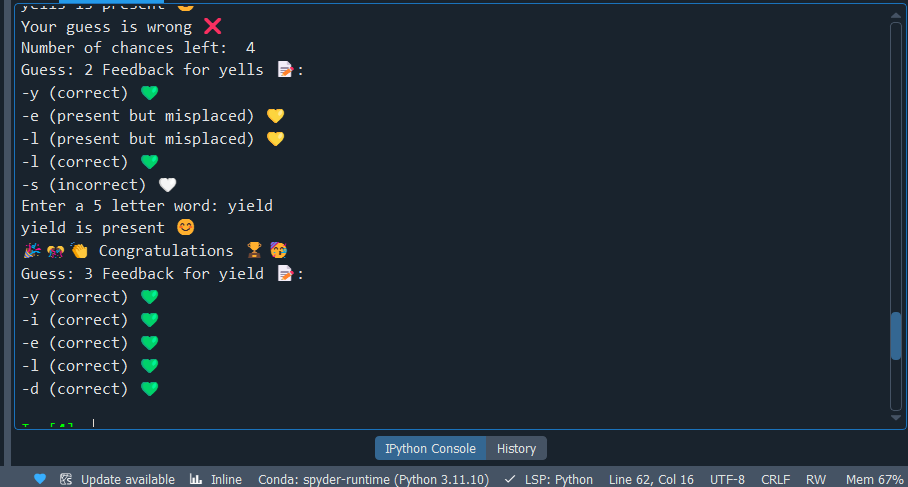 yells is present 😊
Your guess is wrong ❌
Number of chances left:  4
Guess: 2 Feedback for yells 📝:
-y (correct) 💚
-e (present but misplaced) 💛
-l (present but misplaced) 💛
-l (correct) 💚
-s (incorrect) 🤍
Enter a 5 letter word: yield
yield is present 😊
🎉🎊👏 Congratulations 🏆🥳
Guess: 3 Feedback for yield 📝:
-y (correct) 💚
-i (correct) 💚
-e (correct) 💚
-l (correct) 💚
-d (correct) 💚
IPython Console History
Update available Inline Conda: spyder-runtime (Python 3.11.10) ✓ LSP: Python Line 62, Col 16 UTF-8 CRLF RW Mem 67%